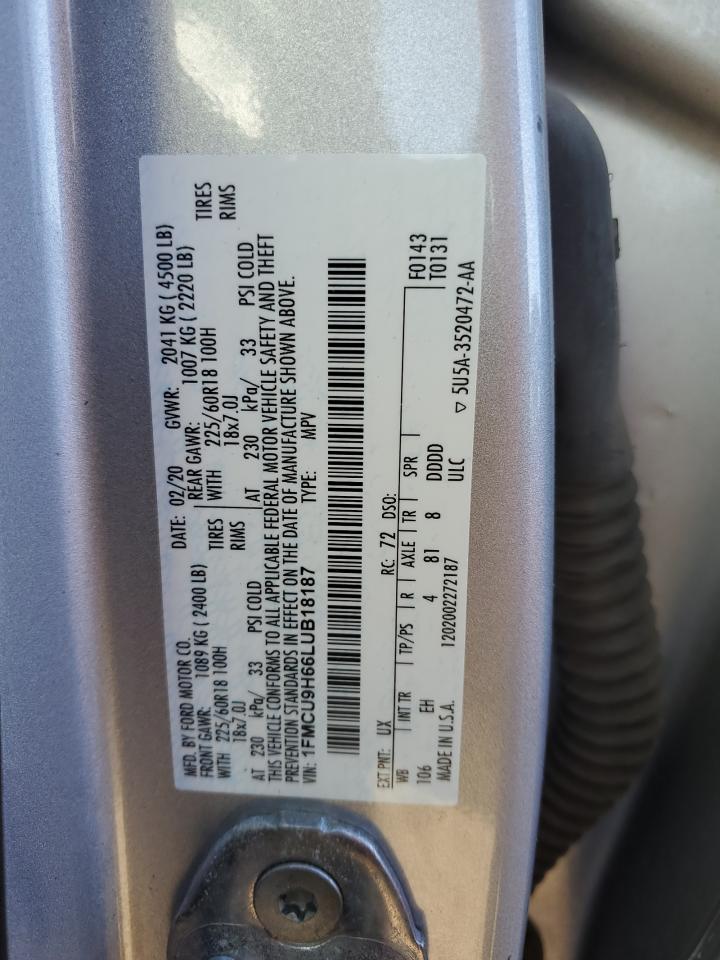 MFD. BY FORD MOTOR CO.
DATE: 02/20 GVWR: 2041 KG ( 4500 LB)
FRONT GAWR: 1089 KG ( 2400 LB)
REAR GAWR: 1007 KG ( 2220 LB)
WITH 225/60R18 100H TIRES
WITH 225/60R18 100H TIRES
18x7.0J RIMS
18x7.0J RIMS
AT 230 kPa/ 33 PSI COLD
AT 230 kPa/ 33 PSI COLD
THIS VEHICLE CONFORMS TO ALL APPLICABLE FEDERAL MOTOR VEHICLE SAFETY AND THEFT
PREVENTION STANDARDS IN EFFECT ON THE DATE OF MANUFACTURE SHOWN ABOVE.
VIN: 1FMCU9H66LUB18187 TYPE: MPV
EXT PNT: UX RC: 72 DSO:
WB INT TR TP/PS R AXLE TR SPR F0143
106 EH 4 81 8 DDDD T0131
MADE IN U.S.A. 1202002272187 ULC ▽ 5U5A-3520472-AA